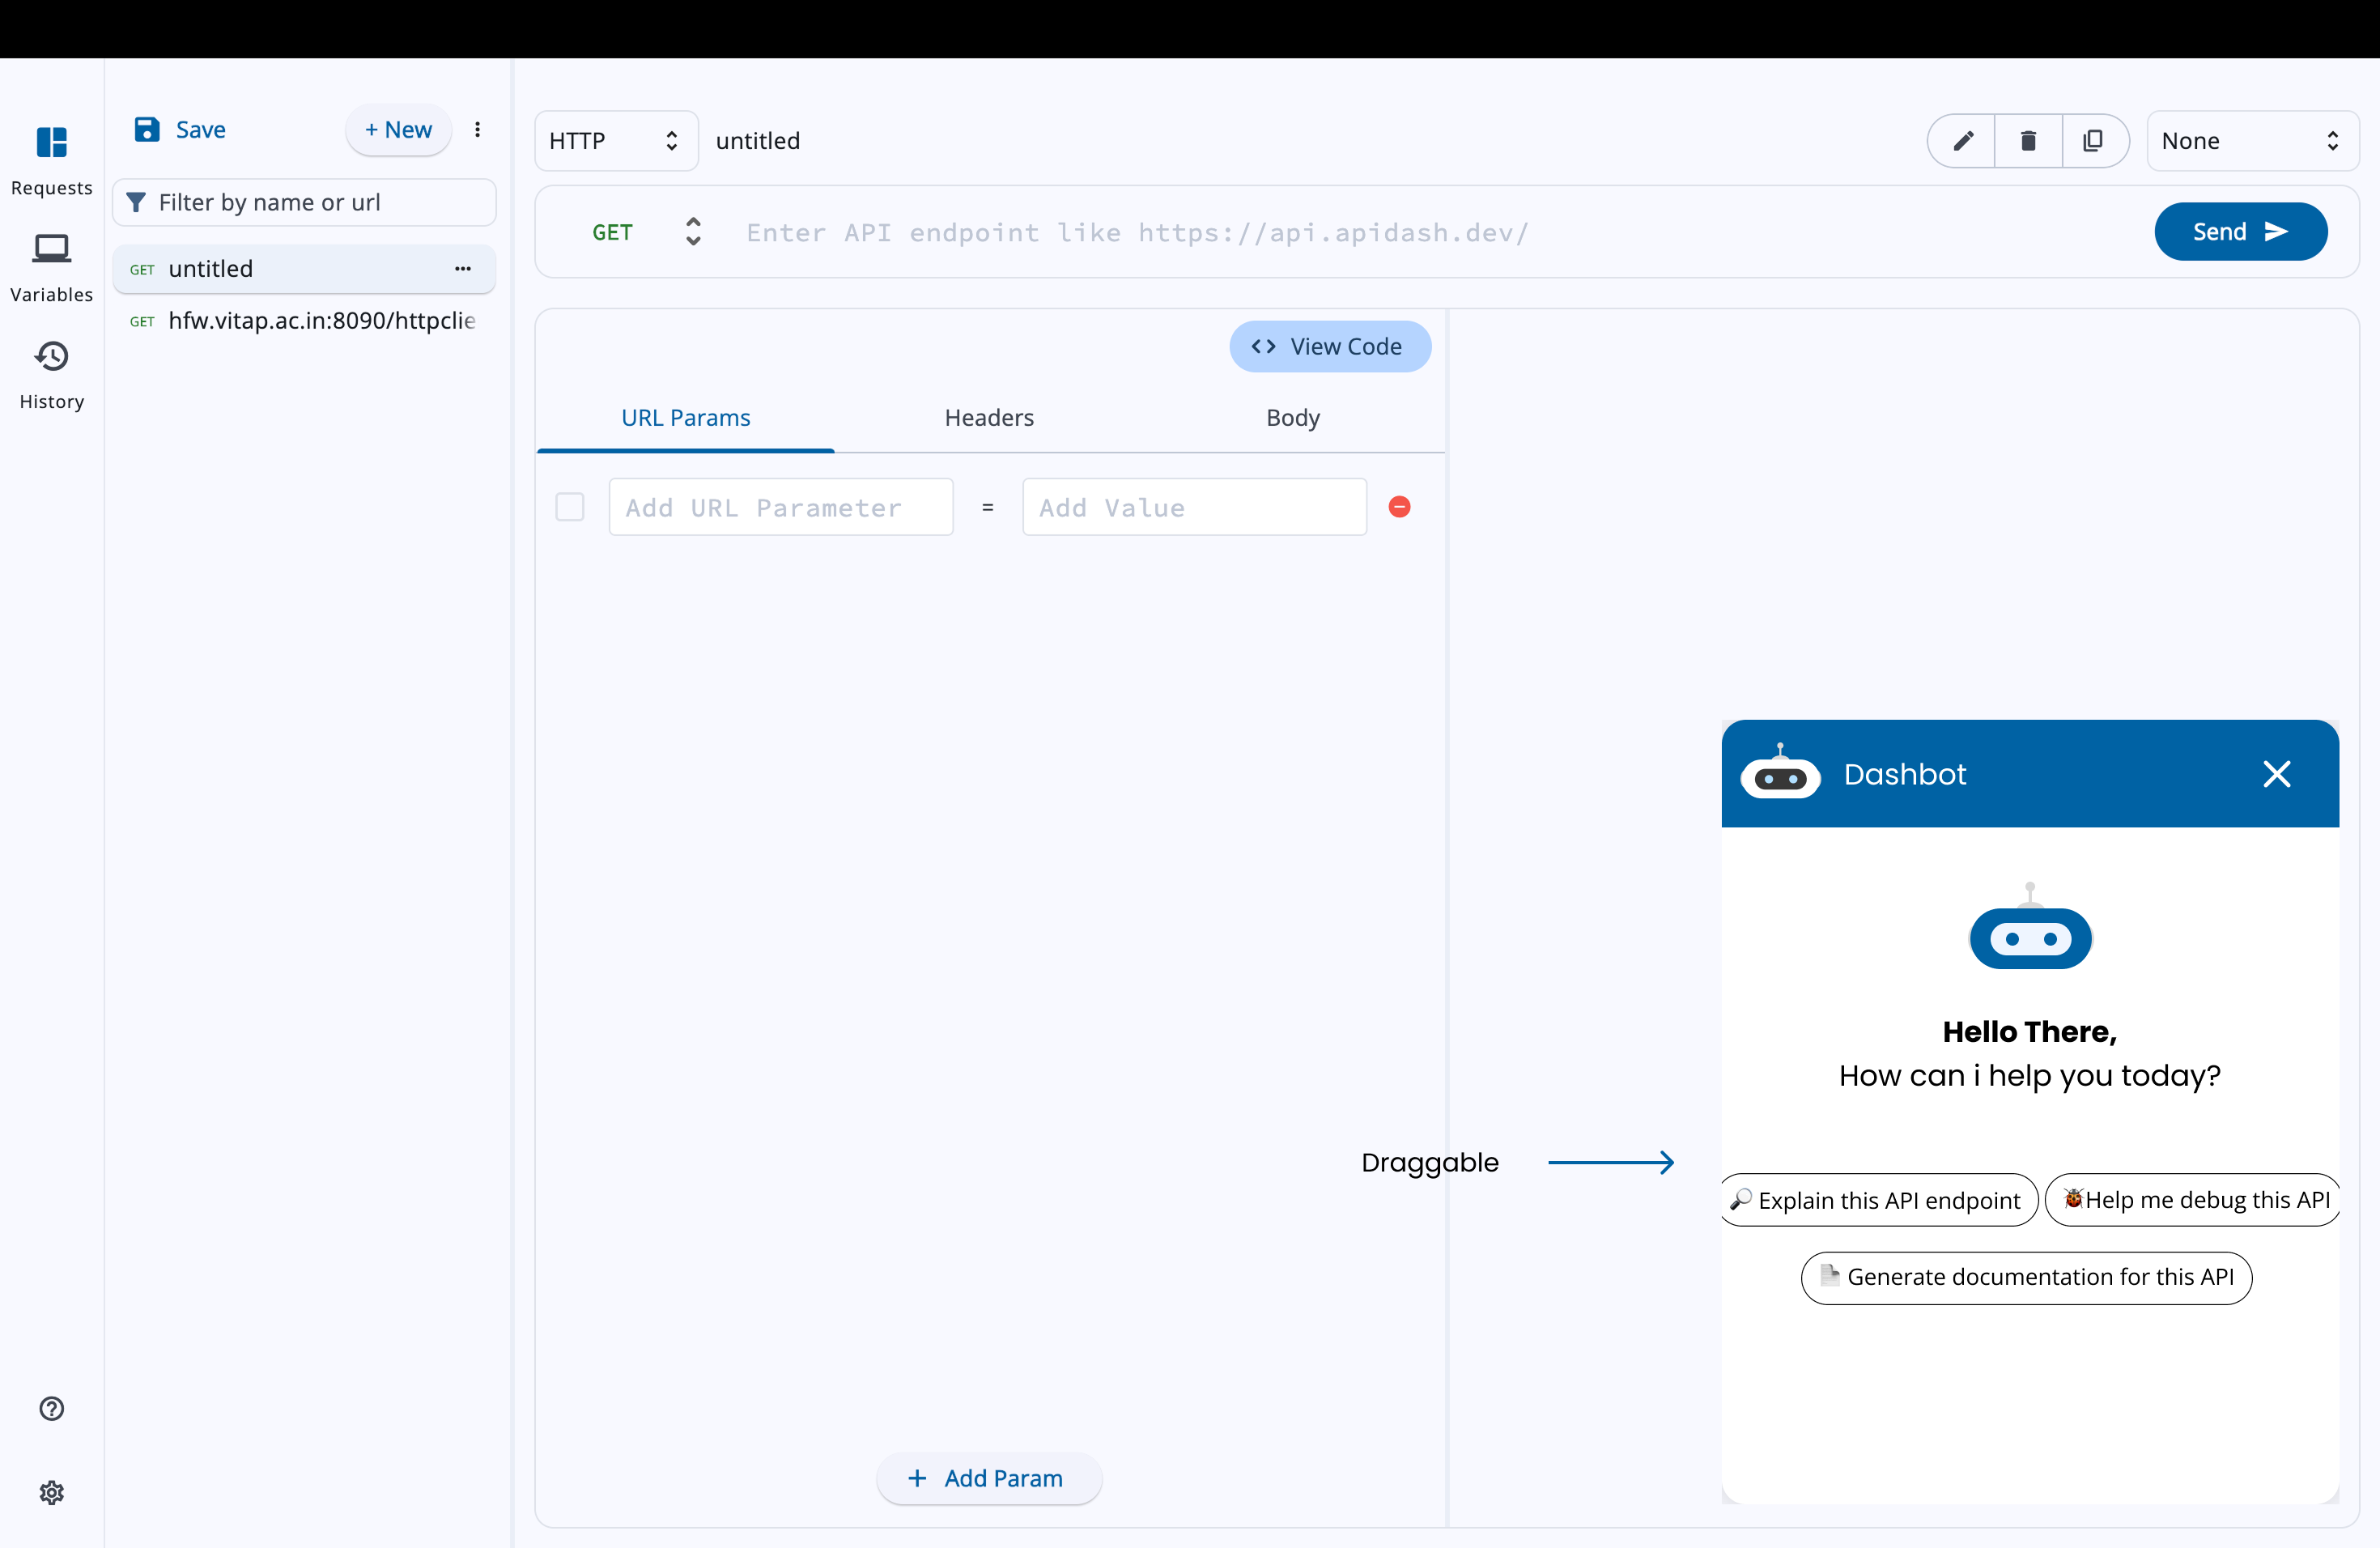 Requests
Variables
History
Save
+ New
Filter by name or url
GET untitled
GET hfw.vitap.ac.in:8090/httpclie
HTTP
untitled
None
GET
Enter API endpoint like https://api.apidash.dev/
Send
View Code
URL Params
Headers
Body
Add URL Parameter = Add Value
Add Param
Draggable
Dashbot
Hello There,
How can i help you today?
Explain this API endpoint
Help me debug this API
Generate documentation for this API